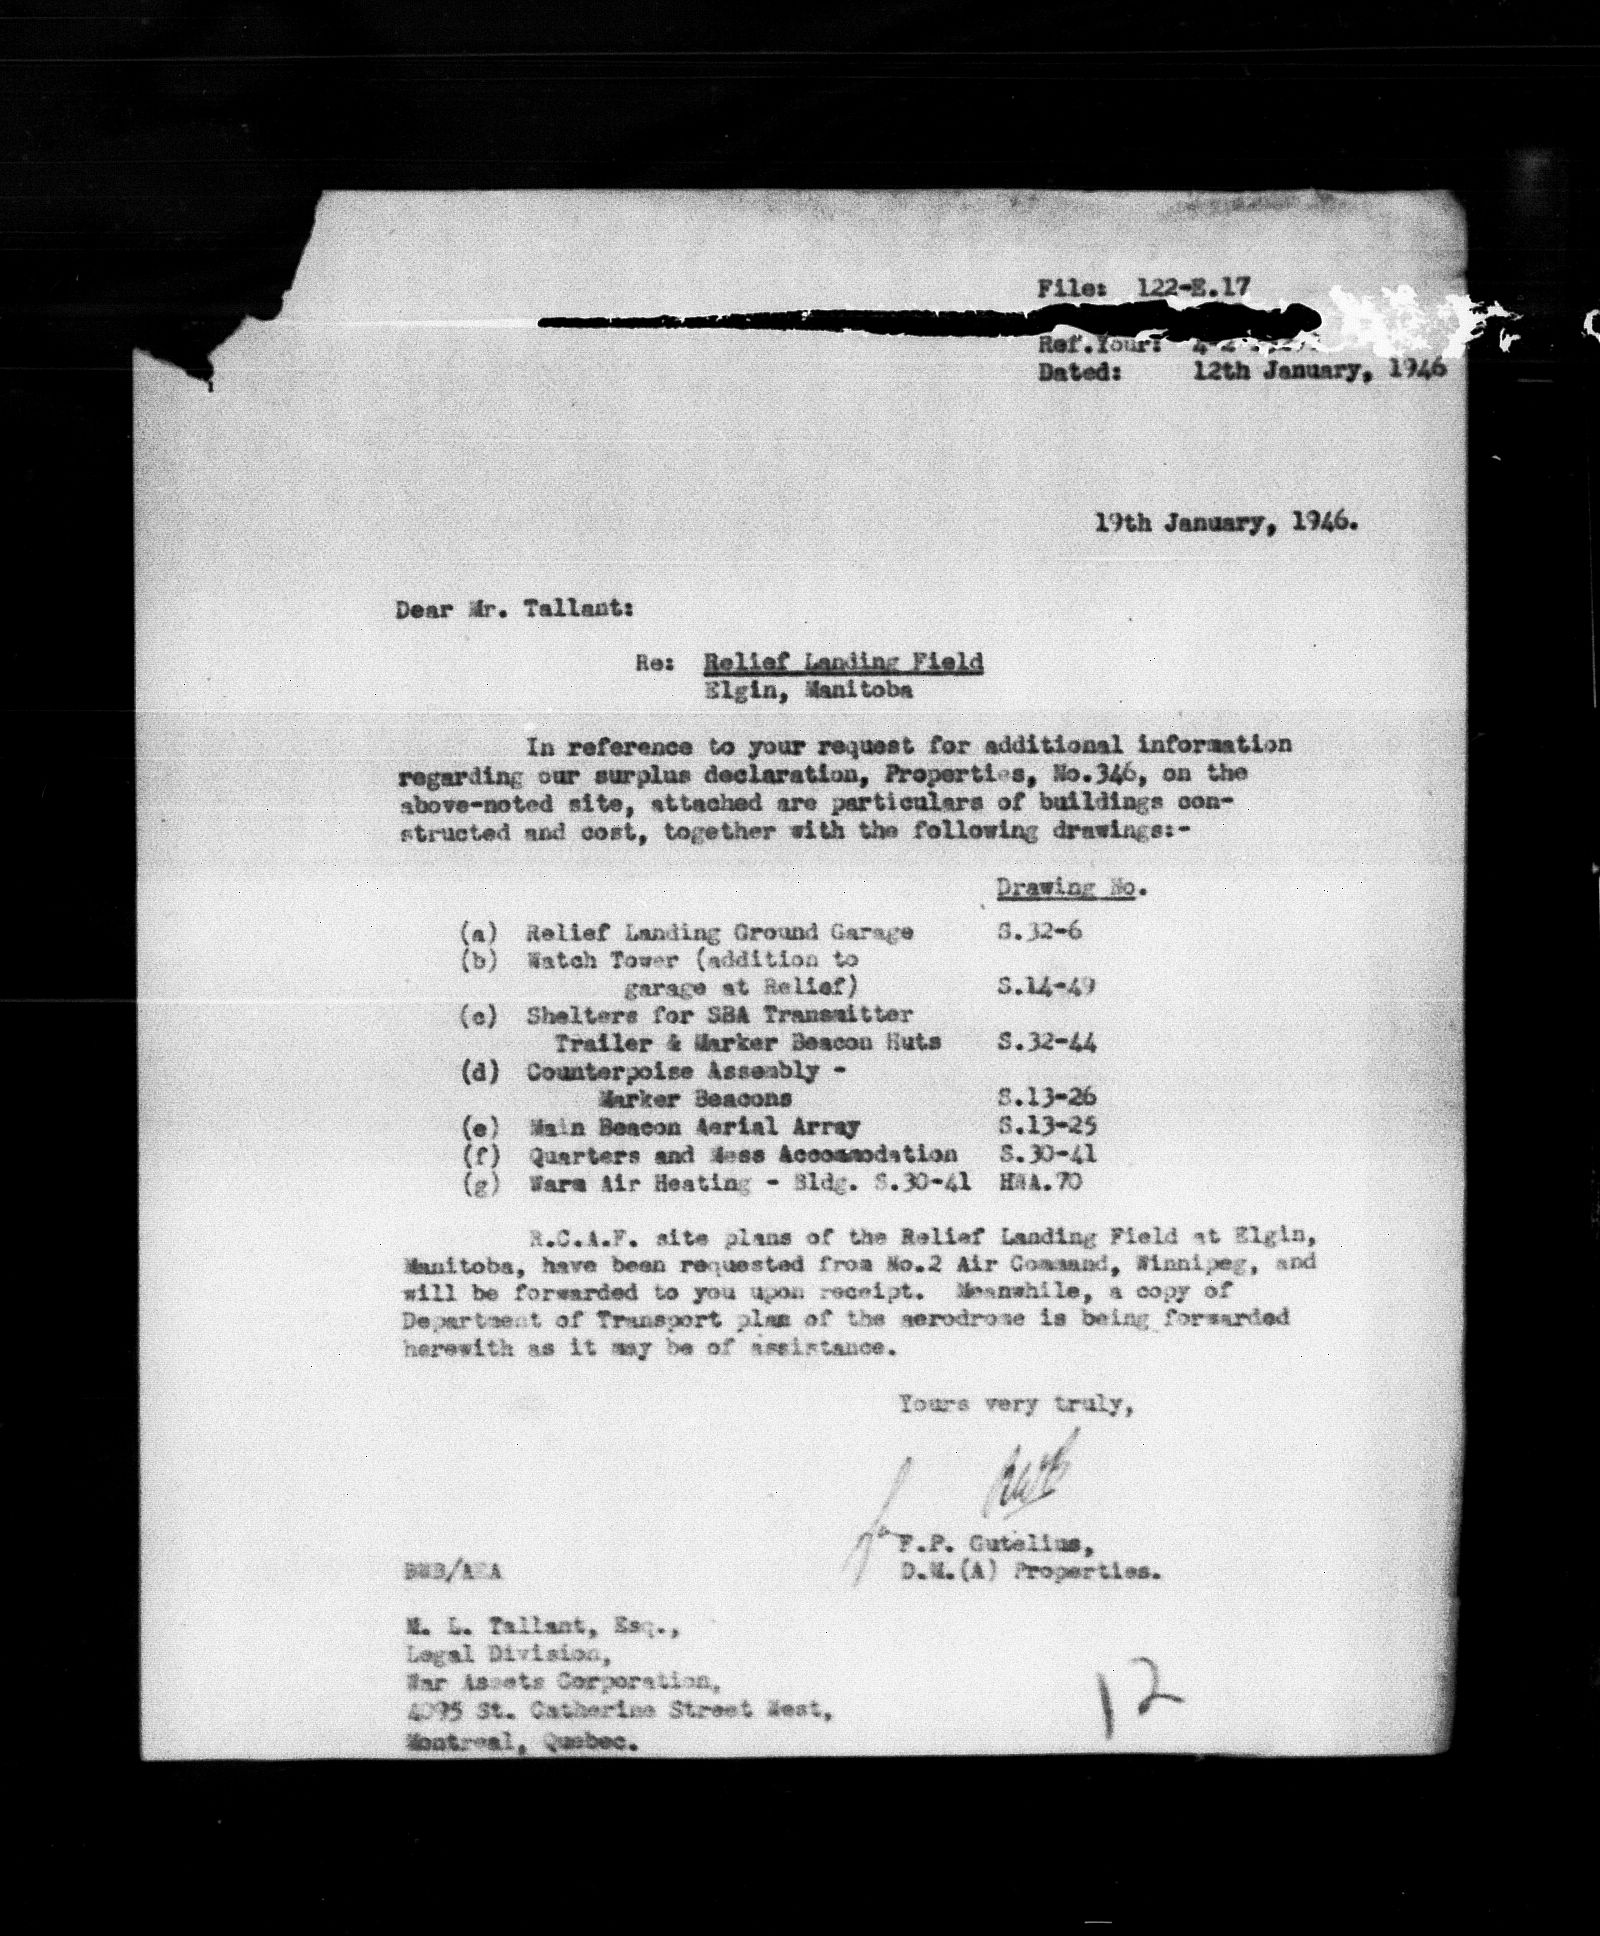 File: 122-E.17
Ref.Your:
Dated: 12th January, 1946
19th January, 1946.
Dear Mr. Tallant:
Re: Relief Landing Field
Elgin, Manitoba
In reference to your request for additional information
regarding our surplus declaration, Properties, No.346, on the
above-noted site, attached are particulars of buildings con-
structed and cost, together with the following drawings:-
Drawing No.
(a) Relief Landing Ground Garage S.32-6
(b) Watch Tower (addition to
garage at Relief) S.14-49
(c) Shelters for SBA Transmitter
Trailer & Marker Beacon Huts S.32-44
(d) Counterpoise Assembly -
Marker Beacons S.13-26
(e) Main Beacon Aerial Array S.13-25
(f) Quarters and Mess Accommodation S.30-41
(g) Warm Air Heating - Bldg. S.30-41 HWA.70
R.C.A.F. site plans of the Relief Landing Field at Elgin,
Manitoba, have been requested from No.2 Air Command, Winnipeg, and
will be forwarded to you upon receipt. Meanwhile, a copy of
Department of Transport plan of the aerodrome is being forwarded
herewith as it may be of assistance.
Yours very truly,
for F.P. Gutelius,
D.M.(A) Properties.
M. L. Tallant, Esq.,
Legal Division,
War Assets Corporation,
4095 St. Catherine Street West,
Montreal, Quebec.
12